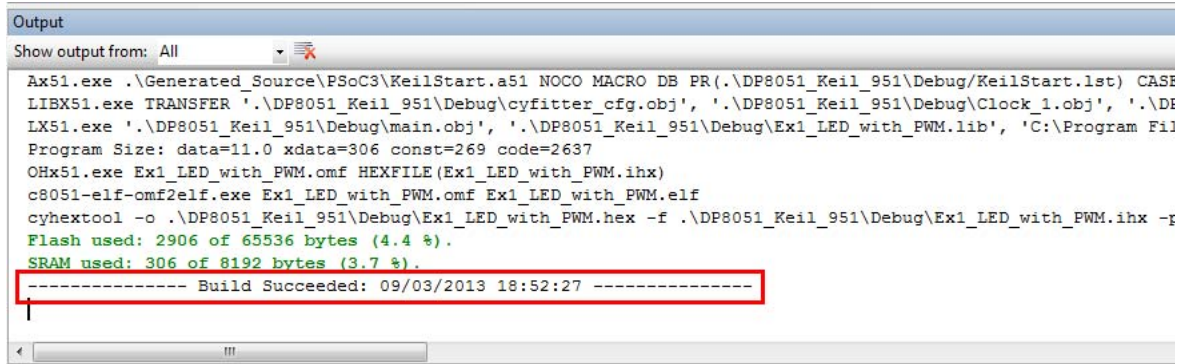 Output
Show output from: All
Ax51.exe .\Generated_Source\PSoC3\KeilStart.a51 NOCO MACRO DB PR(.\DP8051_Keil_951\Debug/KeilStart.lst) CASE
LIBX51.exe TRANSFER '.\DP8051_Keil_951\Debug\cyfitter_cfg.obj', '.\DP8051_Keil_951\Debug\Clock_1.obj', '.\DP
LX51.exe '.\DP8051_Keil_951\Debug\main.obj', '.\DP8051_Keil_951\Debug\Ex1_LED_with_PWM.lib', 'C:\Program Fil
Program Size: data=11.0 xdata=306 const=269 code=2637
OHx51.exe Ex1_LED_with_PWM.omf HEXFILE(Ex1_LED_with_PWM.ihx)
c8051-elf-omf2elf.exe Ex1_LED_with_PWM.omf Ex1_LED_with_PWM.elf
cyhextool -o .\DP8051_Keil_951\Debug\Ex1_LED_with_PWM.hex -f .\DP8051_Keil_951\Debug\Ex1_LED_with_PWM.ihx -p
Flash used: 2906 of 65536 bytes (4.4 %).
SRAM used: 306 of 8192 bytes (3.7 %).
--------------- Build Succeeded: 09/03/2013 18:52:27 ---------------